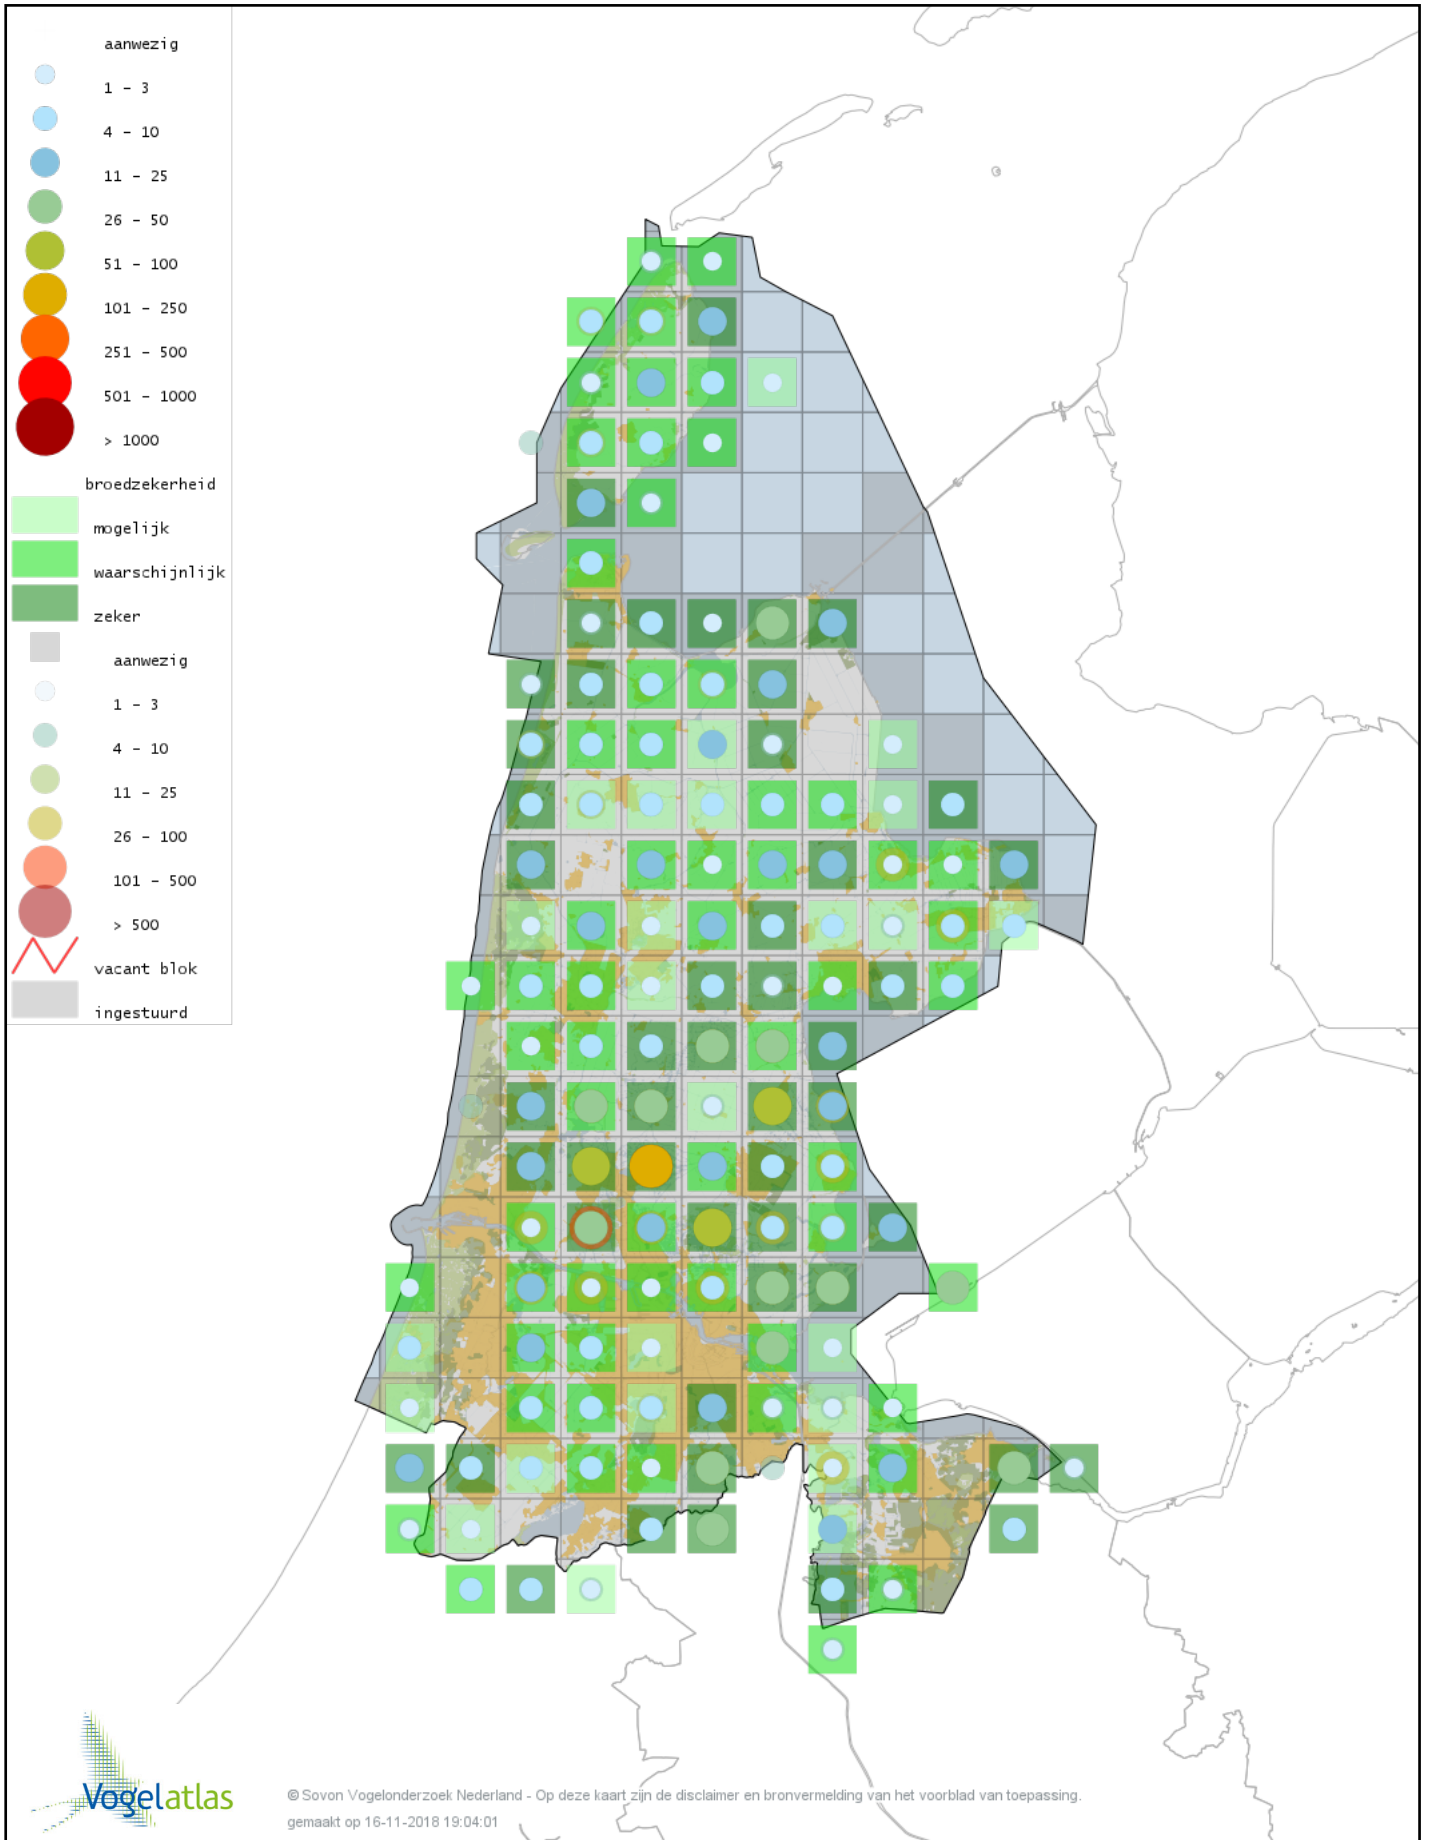 aanwezig
1 - 3
4 - 10
11 - 25
26 - 50
51 - 100
101 - 250
251 - 500
501 - 1000
> 1000
broedzekerheid
mogelijk
waarschijnlijk
zeker
aanwezig
1 - 3
4 - 10
11 - 25
26 - 100
101 - 500
> 500
vacant blok
ingestuurd
Vogelatlas
© Sovon Vogelonderzoek Nederland - Op deze kaart zijn de disclaimer en bronvermelding van het voorblad van toepassing.
gemaakt op 16-11-2018 19:04:01